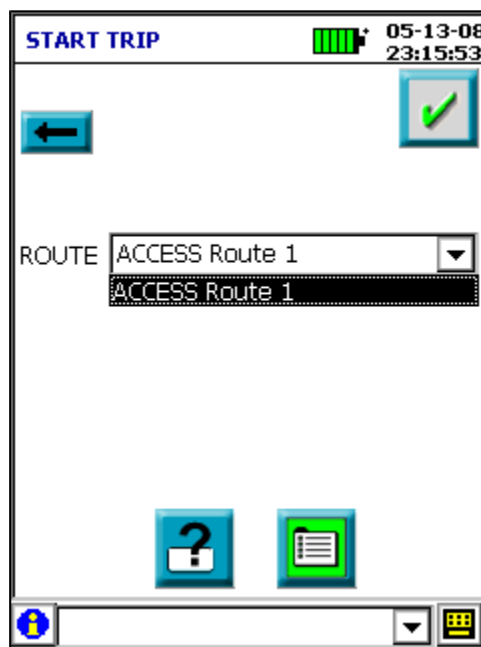 START TRIP
05-13-08
23:15:53
ROUTE ACCESS Route 1
ACCESS Route 1